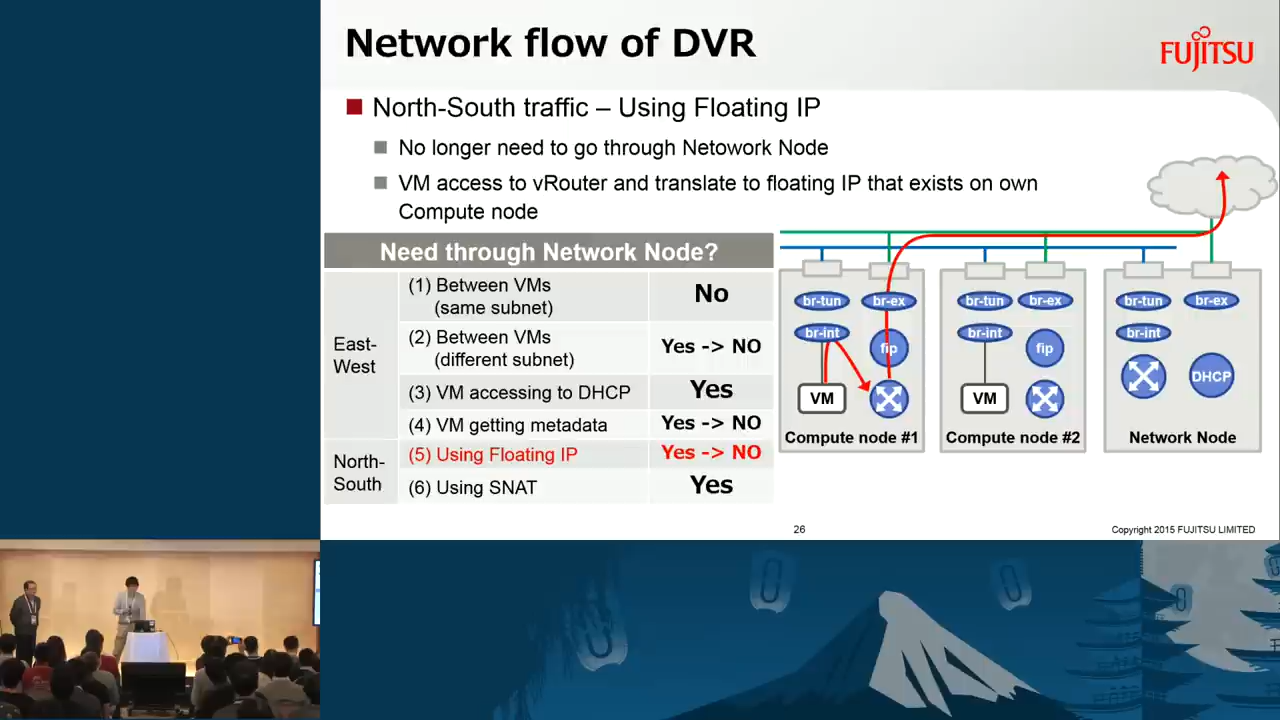 Network flow of DVR
FUJITSU
North-South traffic – Using Floating IP
No longer need to go through Netowork Node
VM access to vRouter and translate to floating IP that exists on own
Compute node
Need through Network Node?
East-
West
(1) Between VMs
(same subnet)
No
(2) Between VMs
(different subnet)
Yes -> NO
(3) VM accessing to DHCP
Yes
(4) VM getting metadata
Yes -> NO
North-
South
(5) Using Floating IP
Yes -> NO
(6) Using SNAT
Yes
br-tun
br-ex
br-int
fip
VM
Compute node #1
br-tun
br-ex
br-int
fip
VM
Compute node #2
br-tun
br-ex
br-int
DHCP
Network Node
26
Copyright 2015 FUJITSU LIMITED